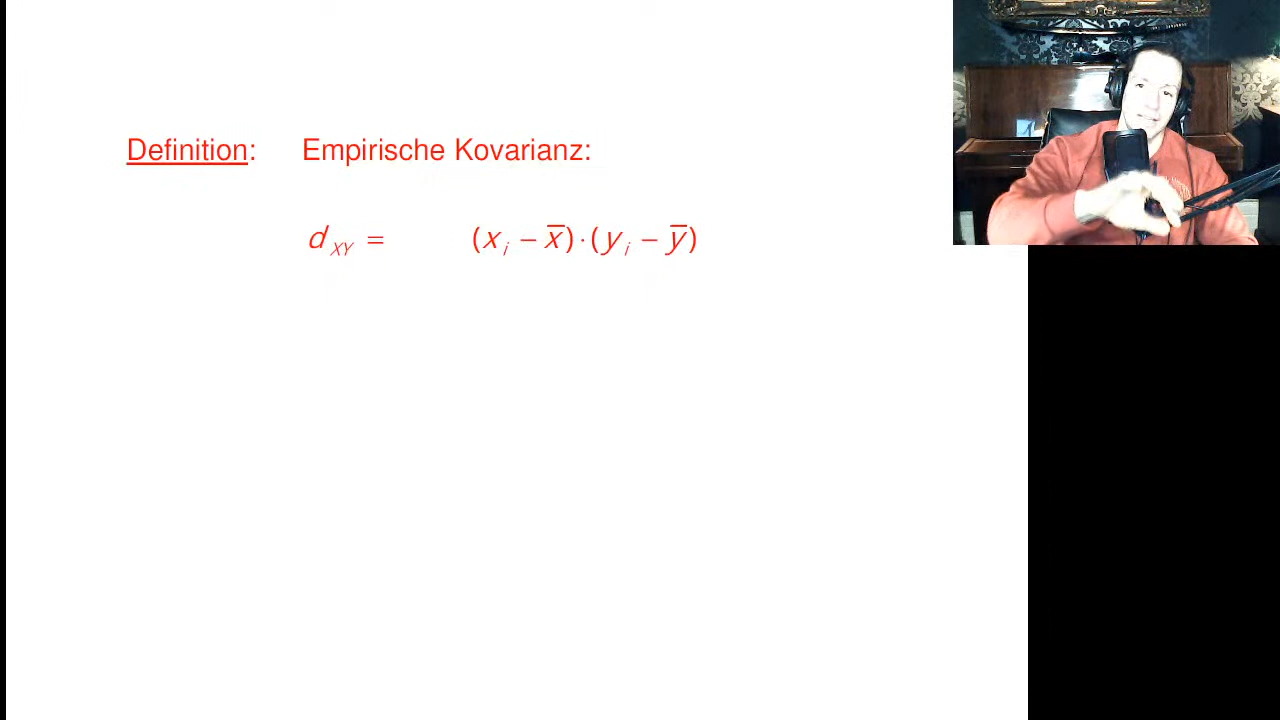 Definition: Empirische Kovarianz:
d_XY = (x_i − x̄) · (y_i − ȳ)